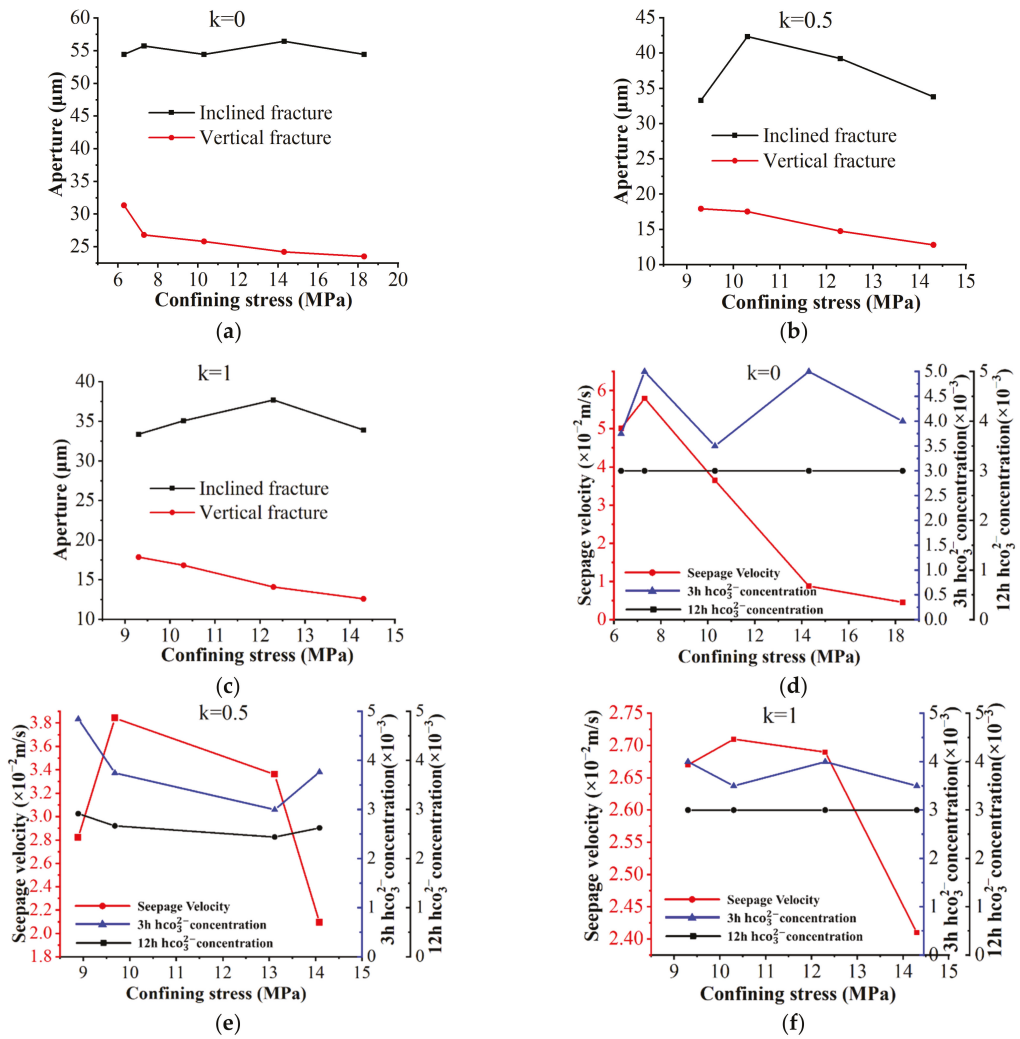 k=0
Aperture (μm)
60
55
50
45
40
35
30
25
Inclined fracture
Vertical fracture
6 8 10 12 14 16 18 20
Confining stress (MPa)
(a)
k=0.5
Aperture (μm)
45
40
35
30
25
20
15
10
Inclined fracture
Vertical fracture
9 10 11 12 13 14 15
Confining stress (MPa)
(b)
k=1
Aperture (μm)
40
35
30
25
20
15
10
Inclined fracture
Vertical fracture
9 10 11 12 13 14 15
Confining stress (MPa)
(c)
k=0
Seepage velocity (×10⁻²m/s)
6
5
4
3
2
1
0
Seepage Velocity
3h hco₃²⁻concentration
12h hco₃²⁻concentration
6 8 10 12 14 16 18
Confining stress (MPa)
5.0
4.5
4.0
3.5
3.0
2.5
2.0
1.5
1.0
0.5
0.0
3h hco₃²⁻concentration(×10⁻³)
5
4
3
2
1
0
12h hco₃²⁻concentration(×10⁻³)
(d)
k=0.5
Seepage velocity (×10⁻²m/s)
3.8
3.6
3.4
3.2
3.0
2.8
2.6
2.4
2.2
2.1
2.0
1.8
Seepage Velocity
3h hco₃²⁻concentration
12h hco₃²⁻concentration
9 10 11 12 13 14
Confining stress (MPa)
5
4
3
2
1
0
3h hco₃²⁻concentration(×10⁻³)
5
4
3
2
1
0
12h hco₃²⁻concentration(×10⁻³)
(e)
k=1
Seepage velocity (×10⁻²m/s)
2.75
2.70
2.65
2.60
2.55
2.50
2.45
2.40
Seepage Velocity
3h hco₃²⁻concentration
12h hco₃²⁻concentration
9 10 11 12 13 14 15
Confining stress (MPa)
5
4
3
2
1
0
3h hco₃²⁻concentration(×10⁻³)
5
4
3
2
1
0
12h hco₃²⁻concentration(×10⁻³)
(f)